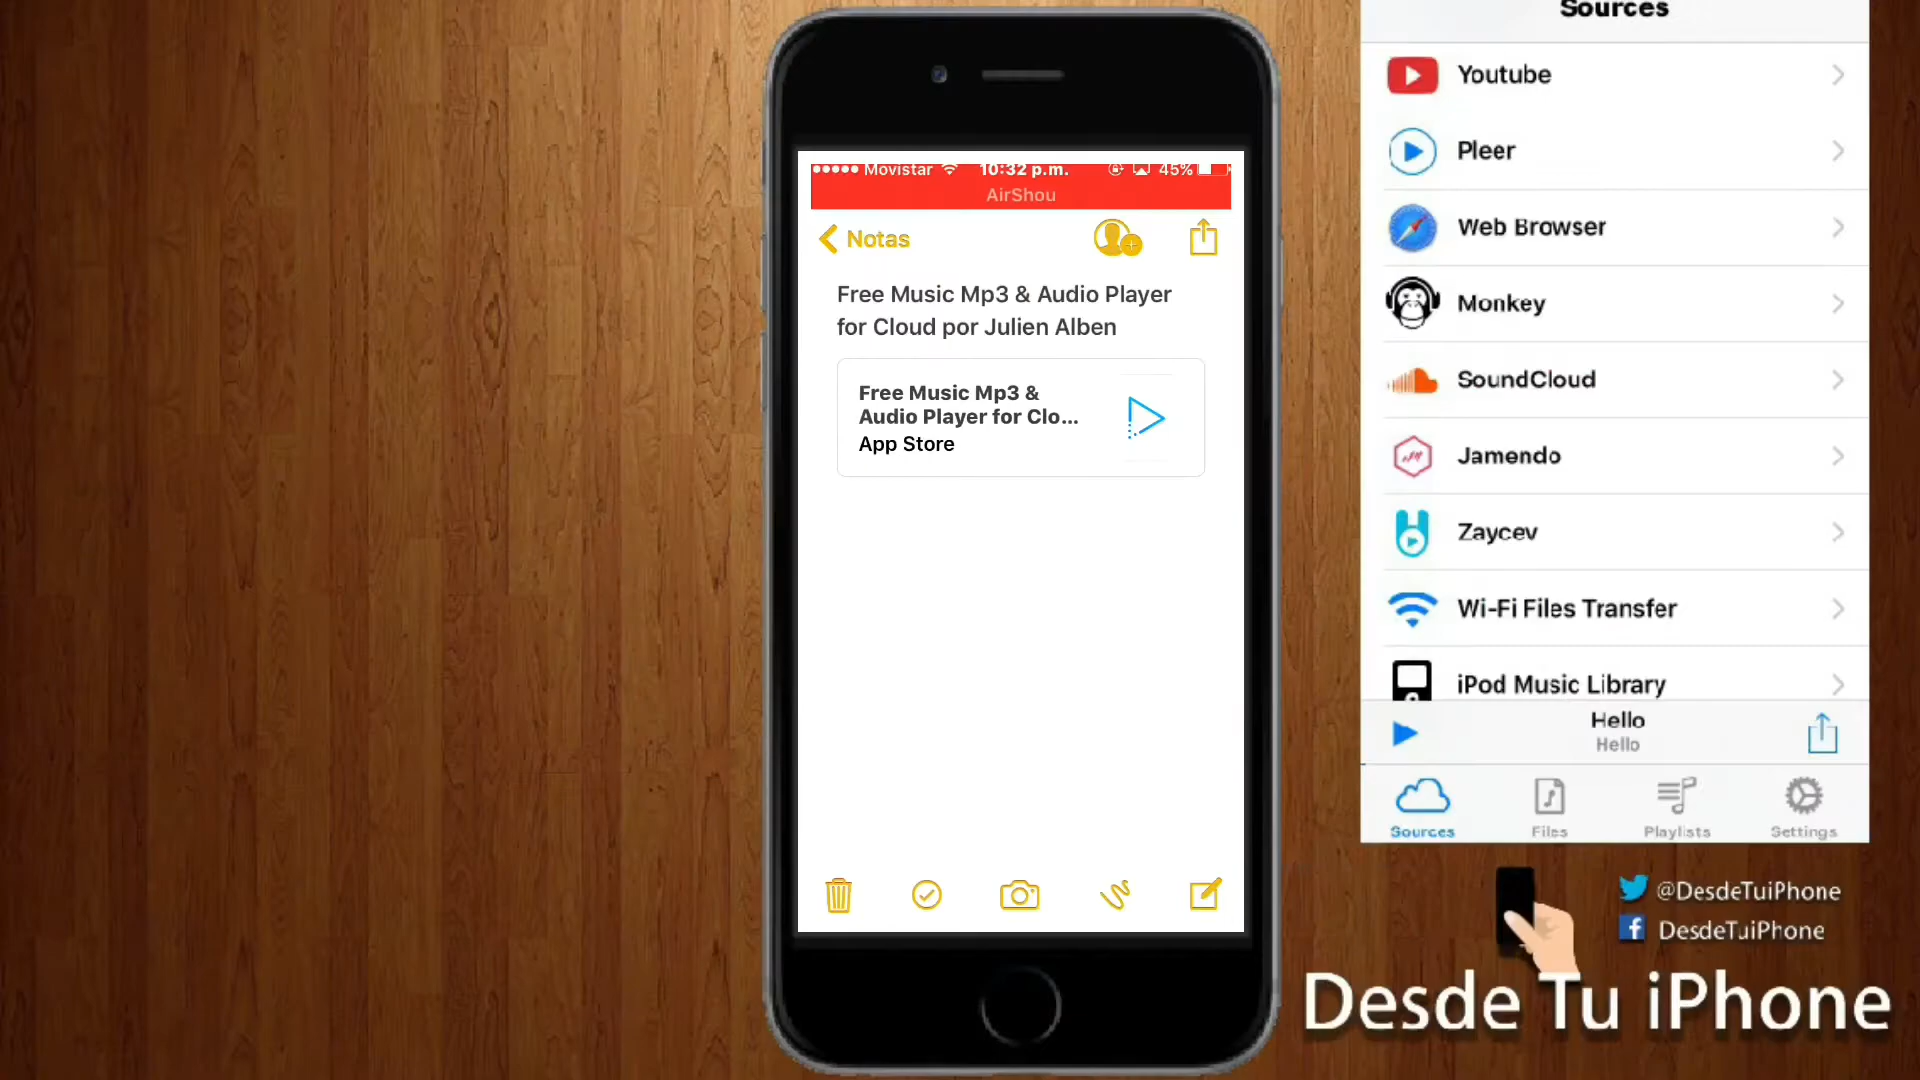 Movistar 10:32 p.m. 45%
AirShou
Notas
Free Music Mp3 & Audio Player
for Cloud por Julien Alben
Free Music Mp3 &
Audio Player for Clo...
App Store
Sources
Youtube
Pleer
Web Browser
Monkey
SoundCloud
Jamendo
Zaycev
Wi-Fi Files Transfer
iPod Music Library
Hello
Hello
Sources Files Playlists Settings
@DesdeTuiPhone
DesdeTuiPhone
Desde Tu iPhone